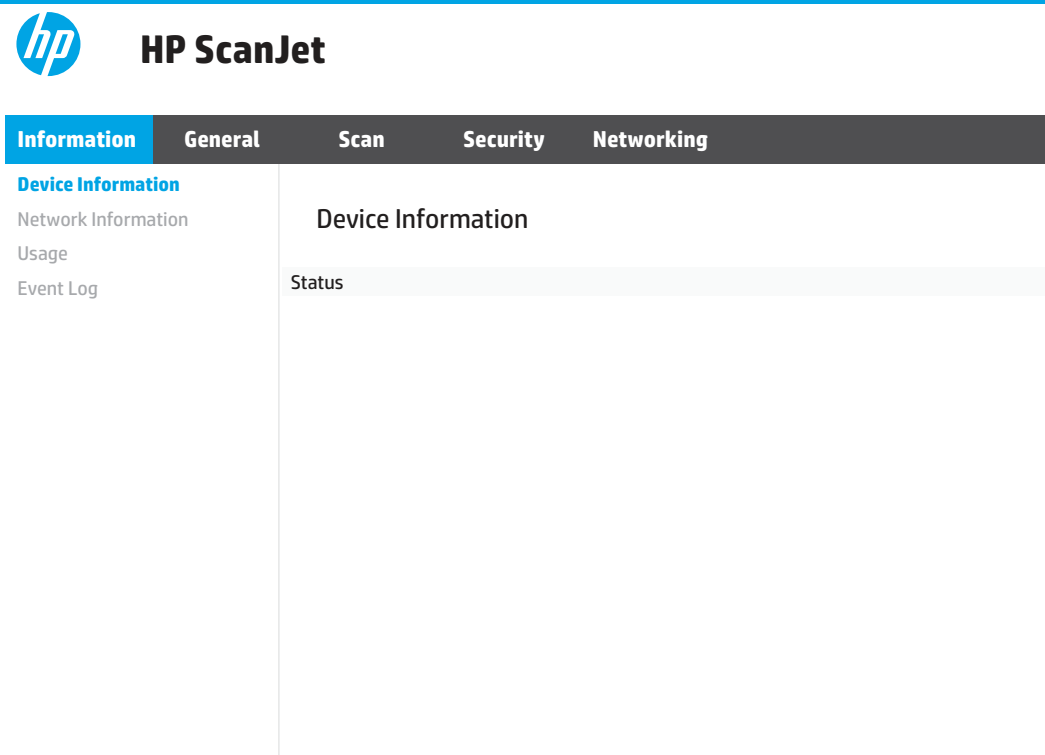 hp
HP ScanJet
Information General Scan Security Networking
Device Information
Network Information
Usage
Event Log
Device Information
Status